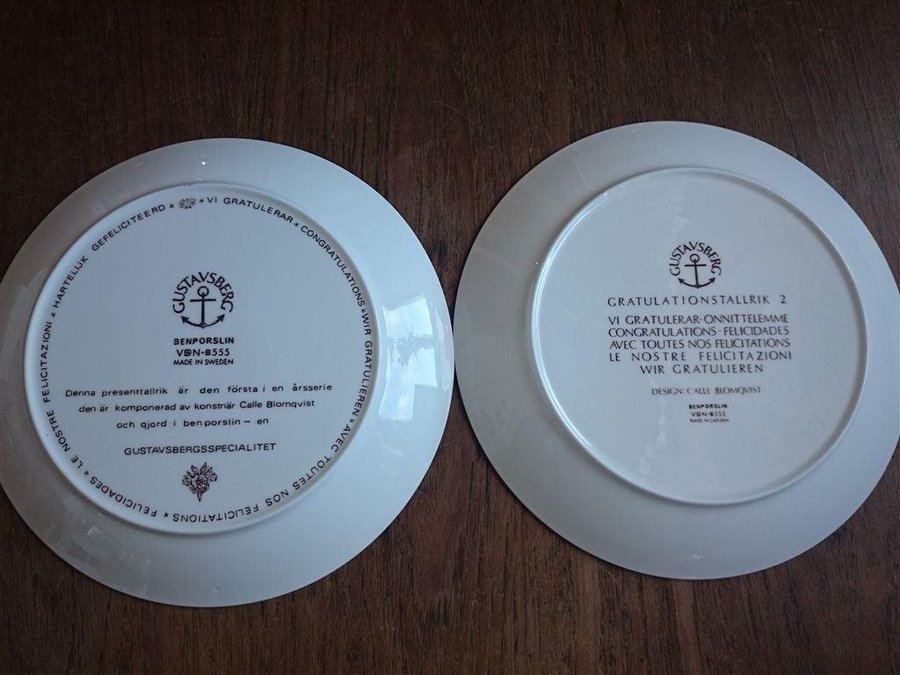 VI GRATULERAR * CONGRATULATIONS * WIR GRATULIEREN * AVEC TOUTES NOS FELICITATIONS * FELICIDADES * LE NOSTRE FELICITAZIONI * HARTELIJK GEFELICITEERD *
GUSTAVSBERG
BENPORSLIN
VDN-8555
MADE IN SWEDEN
Denna presenttallrik är den första i en årsserie
den är komponerad av konstnär Calle Blomqvist
och gjord i benporslin – en
GUSTAVSBERGSSPECIALITET
GUSTAVSBERG
GRATULATIONSTALLRIK 2
VI GRATULERAR·ONNITTELEMME
CONGRATULATIONS·FELICIDADES
AVEC TOUTES NOS FELICITATIONS
LE NOSTRE FELICITAZIONI
WIR GRATULIEREN
DESIGN: CALLE BLOMQVIST
BENPORSLIN
VDN-8555
MADE IN SWEDEN